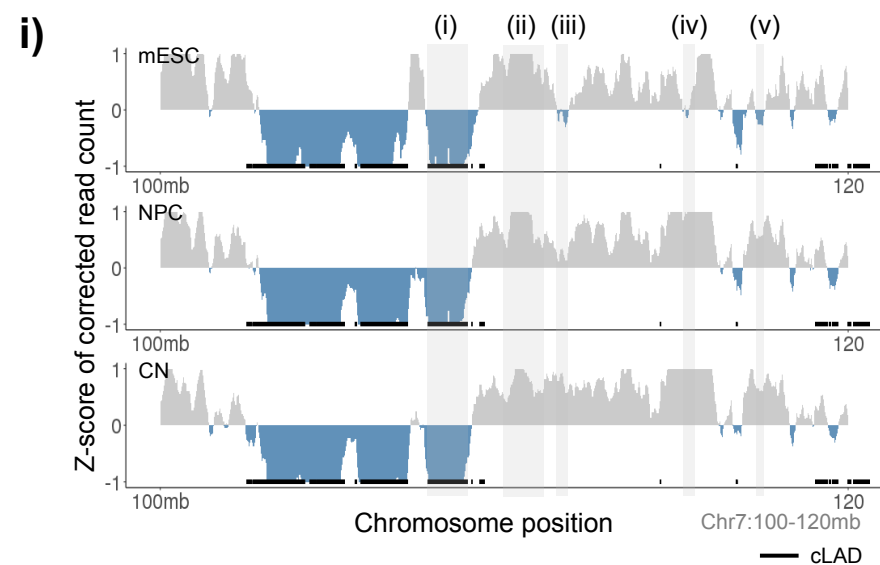 i)
(i) (ii) (iii) (iv) (v)
Z-score of corrected read count
mESC
1
0
-1
100mb 120
NPC
1
0
-1
100mb 120
CN
1
0
-1
100mb 120
Chromosome position
Chr7:100-120mb
cLAD